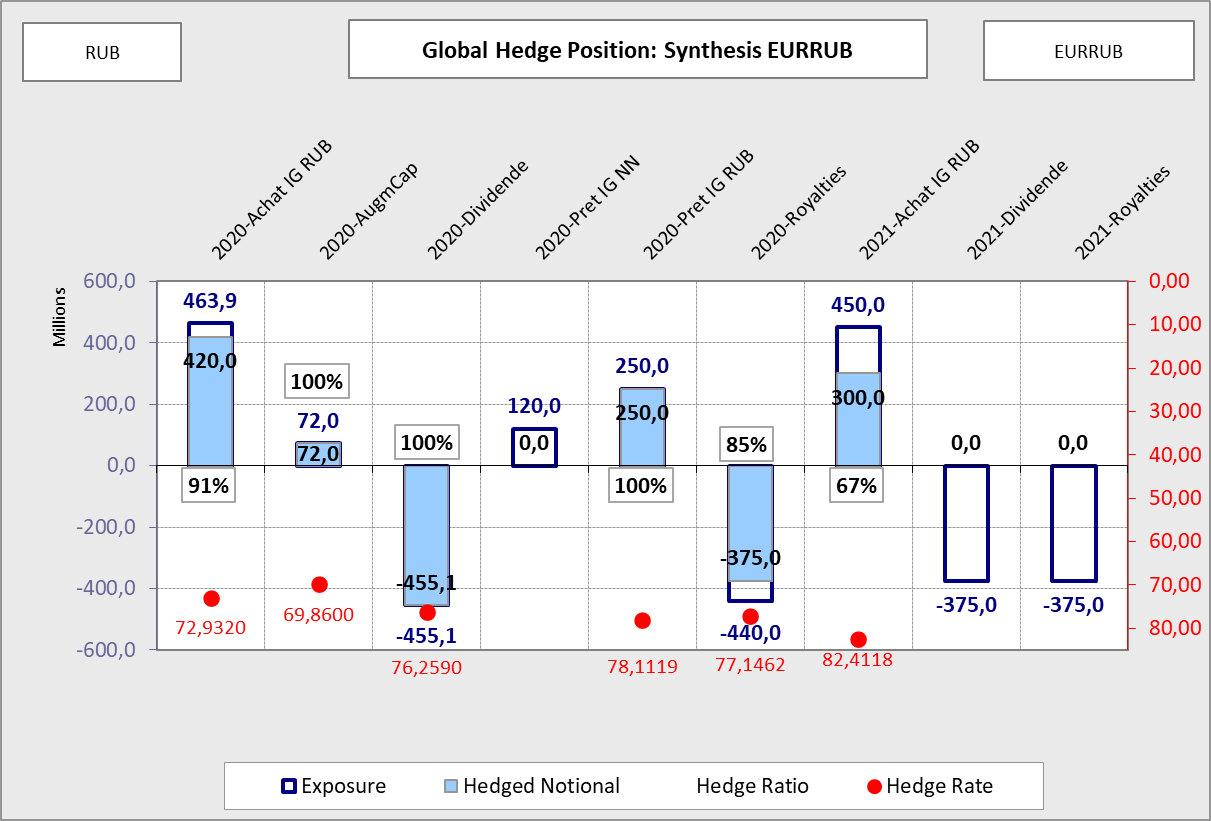 RUB
Global Hedge Position: Synthesis EURRUB
EURRUB
2020-Achat IG RUB
2020-AugmCap
2020-Dividende
2020-Pret IG NN
2020-Pret IG RUB
2020-Royalties
2021-Achat IG RUB
2021-Dividende
2021-Royalties
Millions
600,0
400,0
200,0
0,0
-200,0
-400,0
-600,0
463,9
420,0
91%
72,9320
100%
72,0
72,0
69,8600
100%
-455,1
-455,1
76,2590
120,0
0,0
250,0
250,0
100%
78,1119
85%
-375,0
-440,0
77,1462
450,0
300,0
67%
82,4118
0,0
-375,0
0,0
-375,0
0,00
10,00
20,00
30,00
40,00
50,00
60,00
70,00
80,00
Exposure
Hedged Notional
Hedge Ratio
Hedge Rate